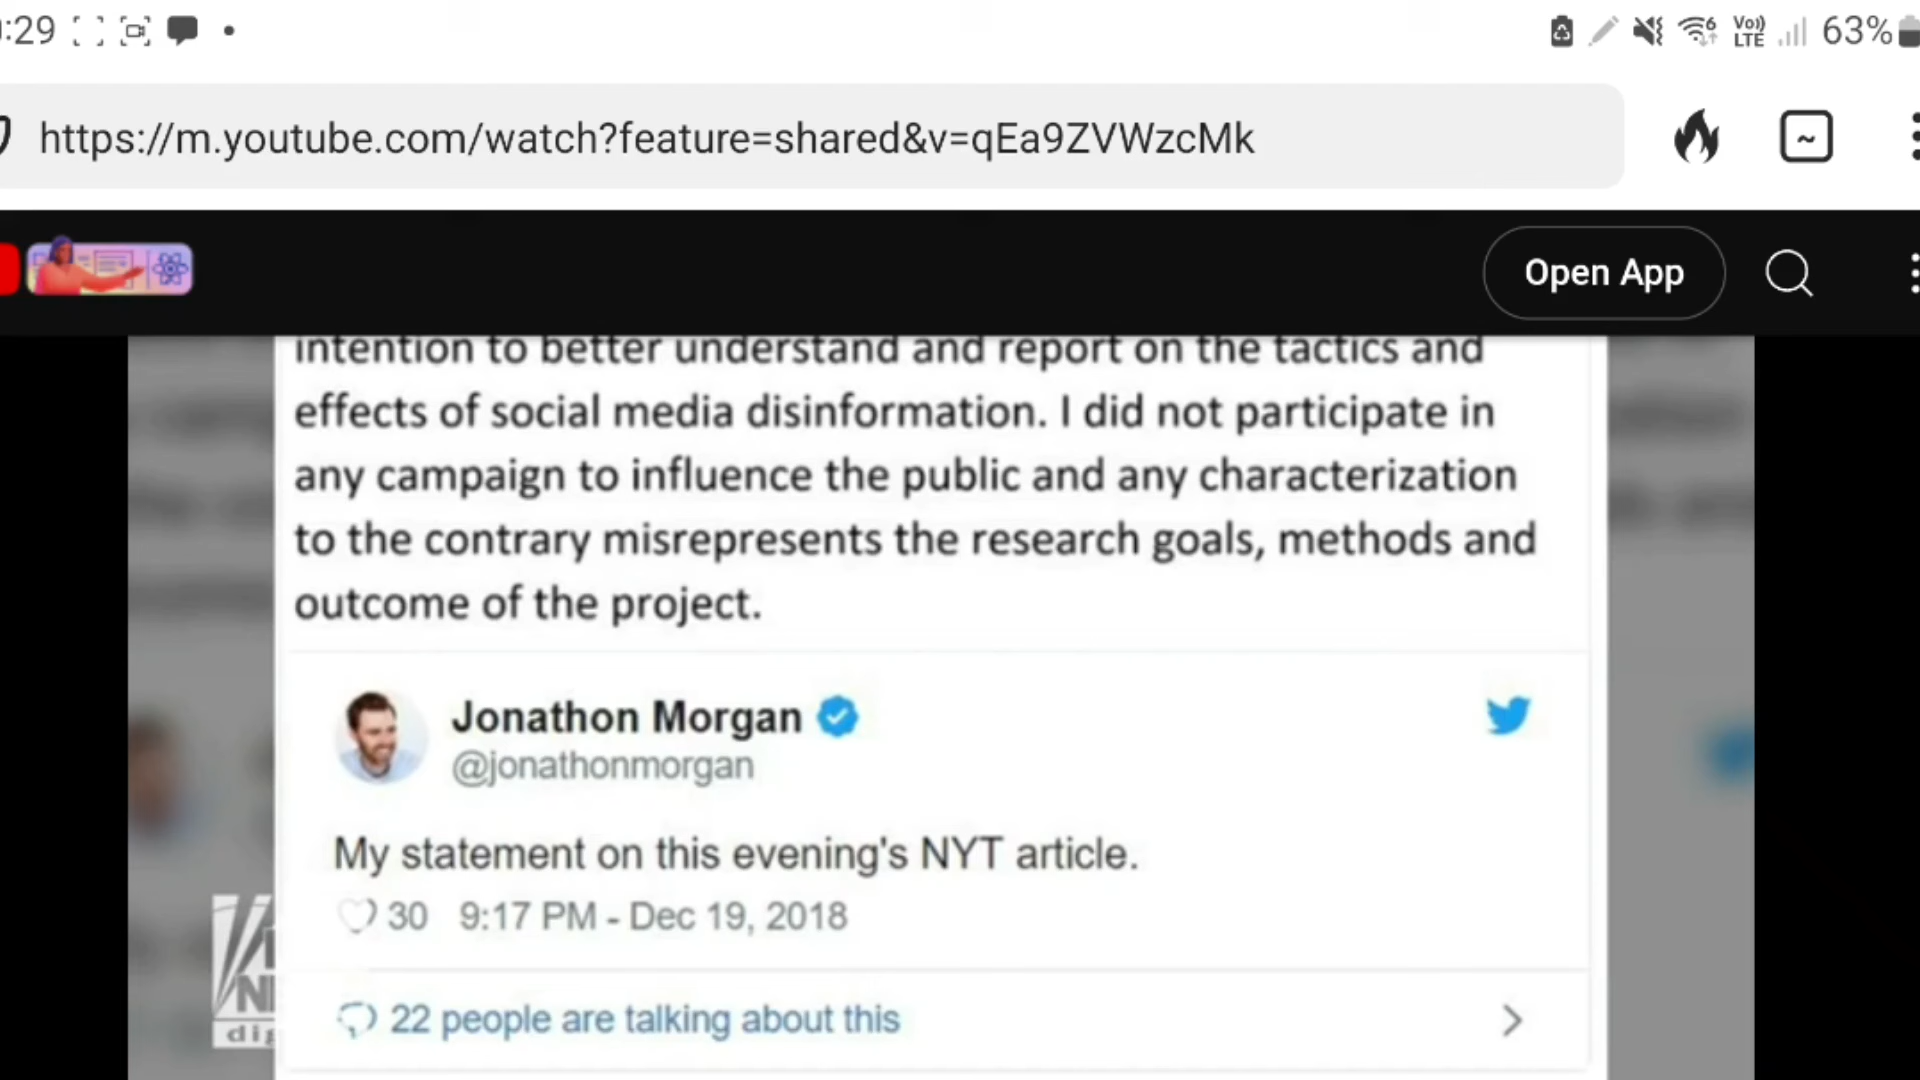 :29
6
Vo))
LTE
63%
https://m.youtube.com/watch?feature=shared&v=qEa9ZVWzcMk
Open App
intention to better understand and report on the tactics and
effects of social media disinformation. I did not participate in
any campaign to influence the public and any characterization
to the contrary misrepresents the research goals, methods and
outcome of the project.
Jonathon Morgan
@jonathonmorgan
My statement on this evening's NYT article.
30 9:17 PM - Dec 19, 2018
22 people are talking about this